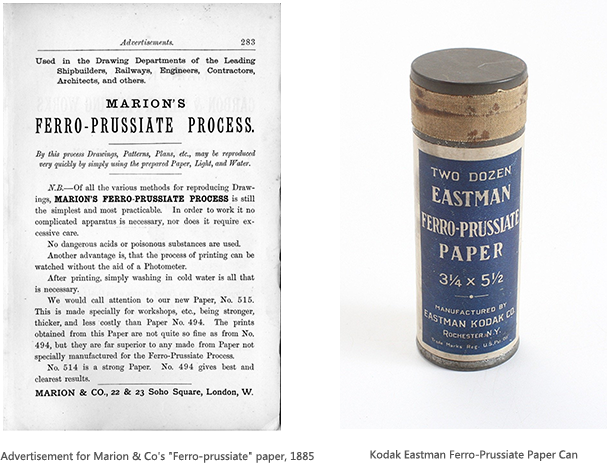 Advertisements. 283
Used in the Drawing Departments of the Leading
Shipbuilders, Railways, Engineers, Contractors,
Architects, and others.
MARION'S
FERRO-PRUSSIATE PROCESS.
By this process Drawings, Patterns, Plans, etc., may be reproduced
very quickly by simply using the prepared Paper, Light, and Water.
N.B.—Of all the various methods for reproducing Draw-
ings, MARION'S FERRO-PRUSSIATE PROCESS is still
the simplest and most practicable. In order to work it no
complicated apparatus is necessary, nor does it require ex-
cessive care.
No dangerous acids or poisonous substances are used.
Another advantage is, that the process of printing can be
watched without the aid of a Photometer.
After printing, simply washing in cold water is all that
is necessary.
We would call attention to our new Paper, No. 515.
This is made specially for workshops, etc., being stronger,
thicker, and less costly than Paper No. 494. The prints
obtained from this Paper are not quite so fine as from No.
494, but they are far superior to any made from Paper not
specially manufactured for the Ferro-Prussiate Process.
No. 514 is a strong Paper. No. 494 gives best and
clearest results.
MARION & CO., 22 & 23 Soho Square, London, W.
Advertisement for Marion & Co's "Ferro-prussiate" paper, 1885
TWO DOZEN
EASTMAN
FERRO-PRUSSIATE
PAPER
3¼ x 5½
MANUFACTURED BY
EASTMAN KODAK CO.
ROCHESTER, N.Y.
Trade Mark Reg. U.S.
Kodak Eastman Ferro-Prussiate Paper Can